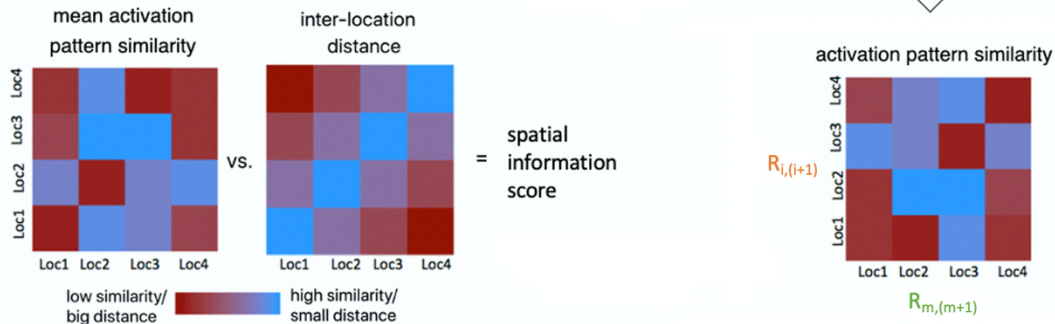 mean activation
pattern similarity
Loc4
Loc3
Loc2
Loc1
Loc1 Loc2 Loc3 Loc4
vs.
inter-location
distance
Loc1 Loc2 Loc3 Loc4
low similarity/
big distance
high similarity/
small distance
=
spatial
information
score
activation pattern similarity
R i,(i+1)
Loc4
Loc3
Loc2
Loc1
Loc1 Loc2 Loc3 Loc4
R m,(m+1)